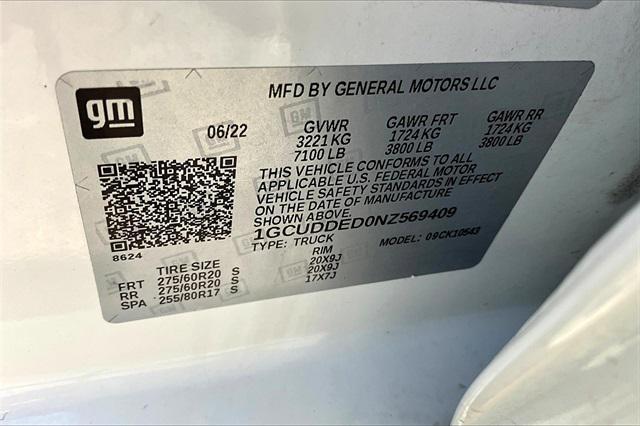 MFD BY GENERAL MOTORS LLC
gm
06/22 GVWR GAWR FRT GAWR RR
3221 KG 1724 KG 1724 KG
7100 LB 3800 LB 3800 LB
THIS VEHICLE CONFORMS TO ALL
APPLICABLE U.S. FEDERAL MOTOR
VEHICLE SAFETY STANDARDS IN EFFECT
ON THE DATE OF MANUFACTURE
SHOWN ABOVE.
1GCUDDED0NZ569409
TYPE: TRUCK MODEL: 09CK10543
8624
TIRE SIZE RIM
FRT 275/60R20 S 20X9J
RR 275/60R20 S 20X9J
SPA 255/80R17 S 17X7J